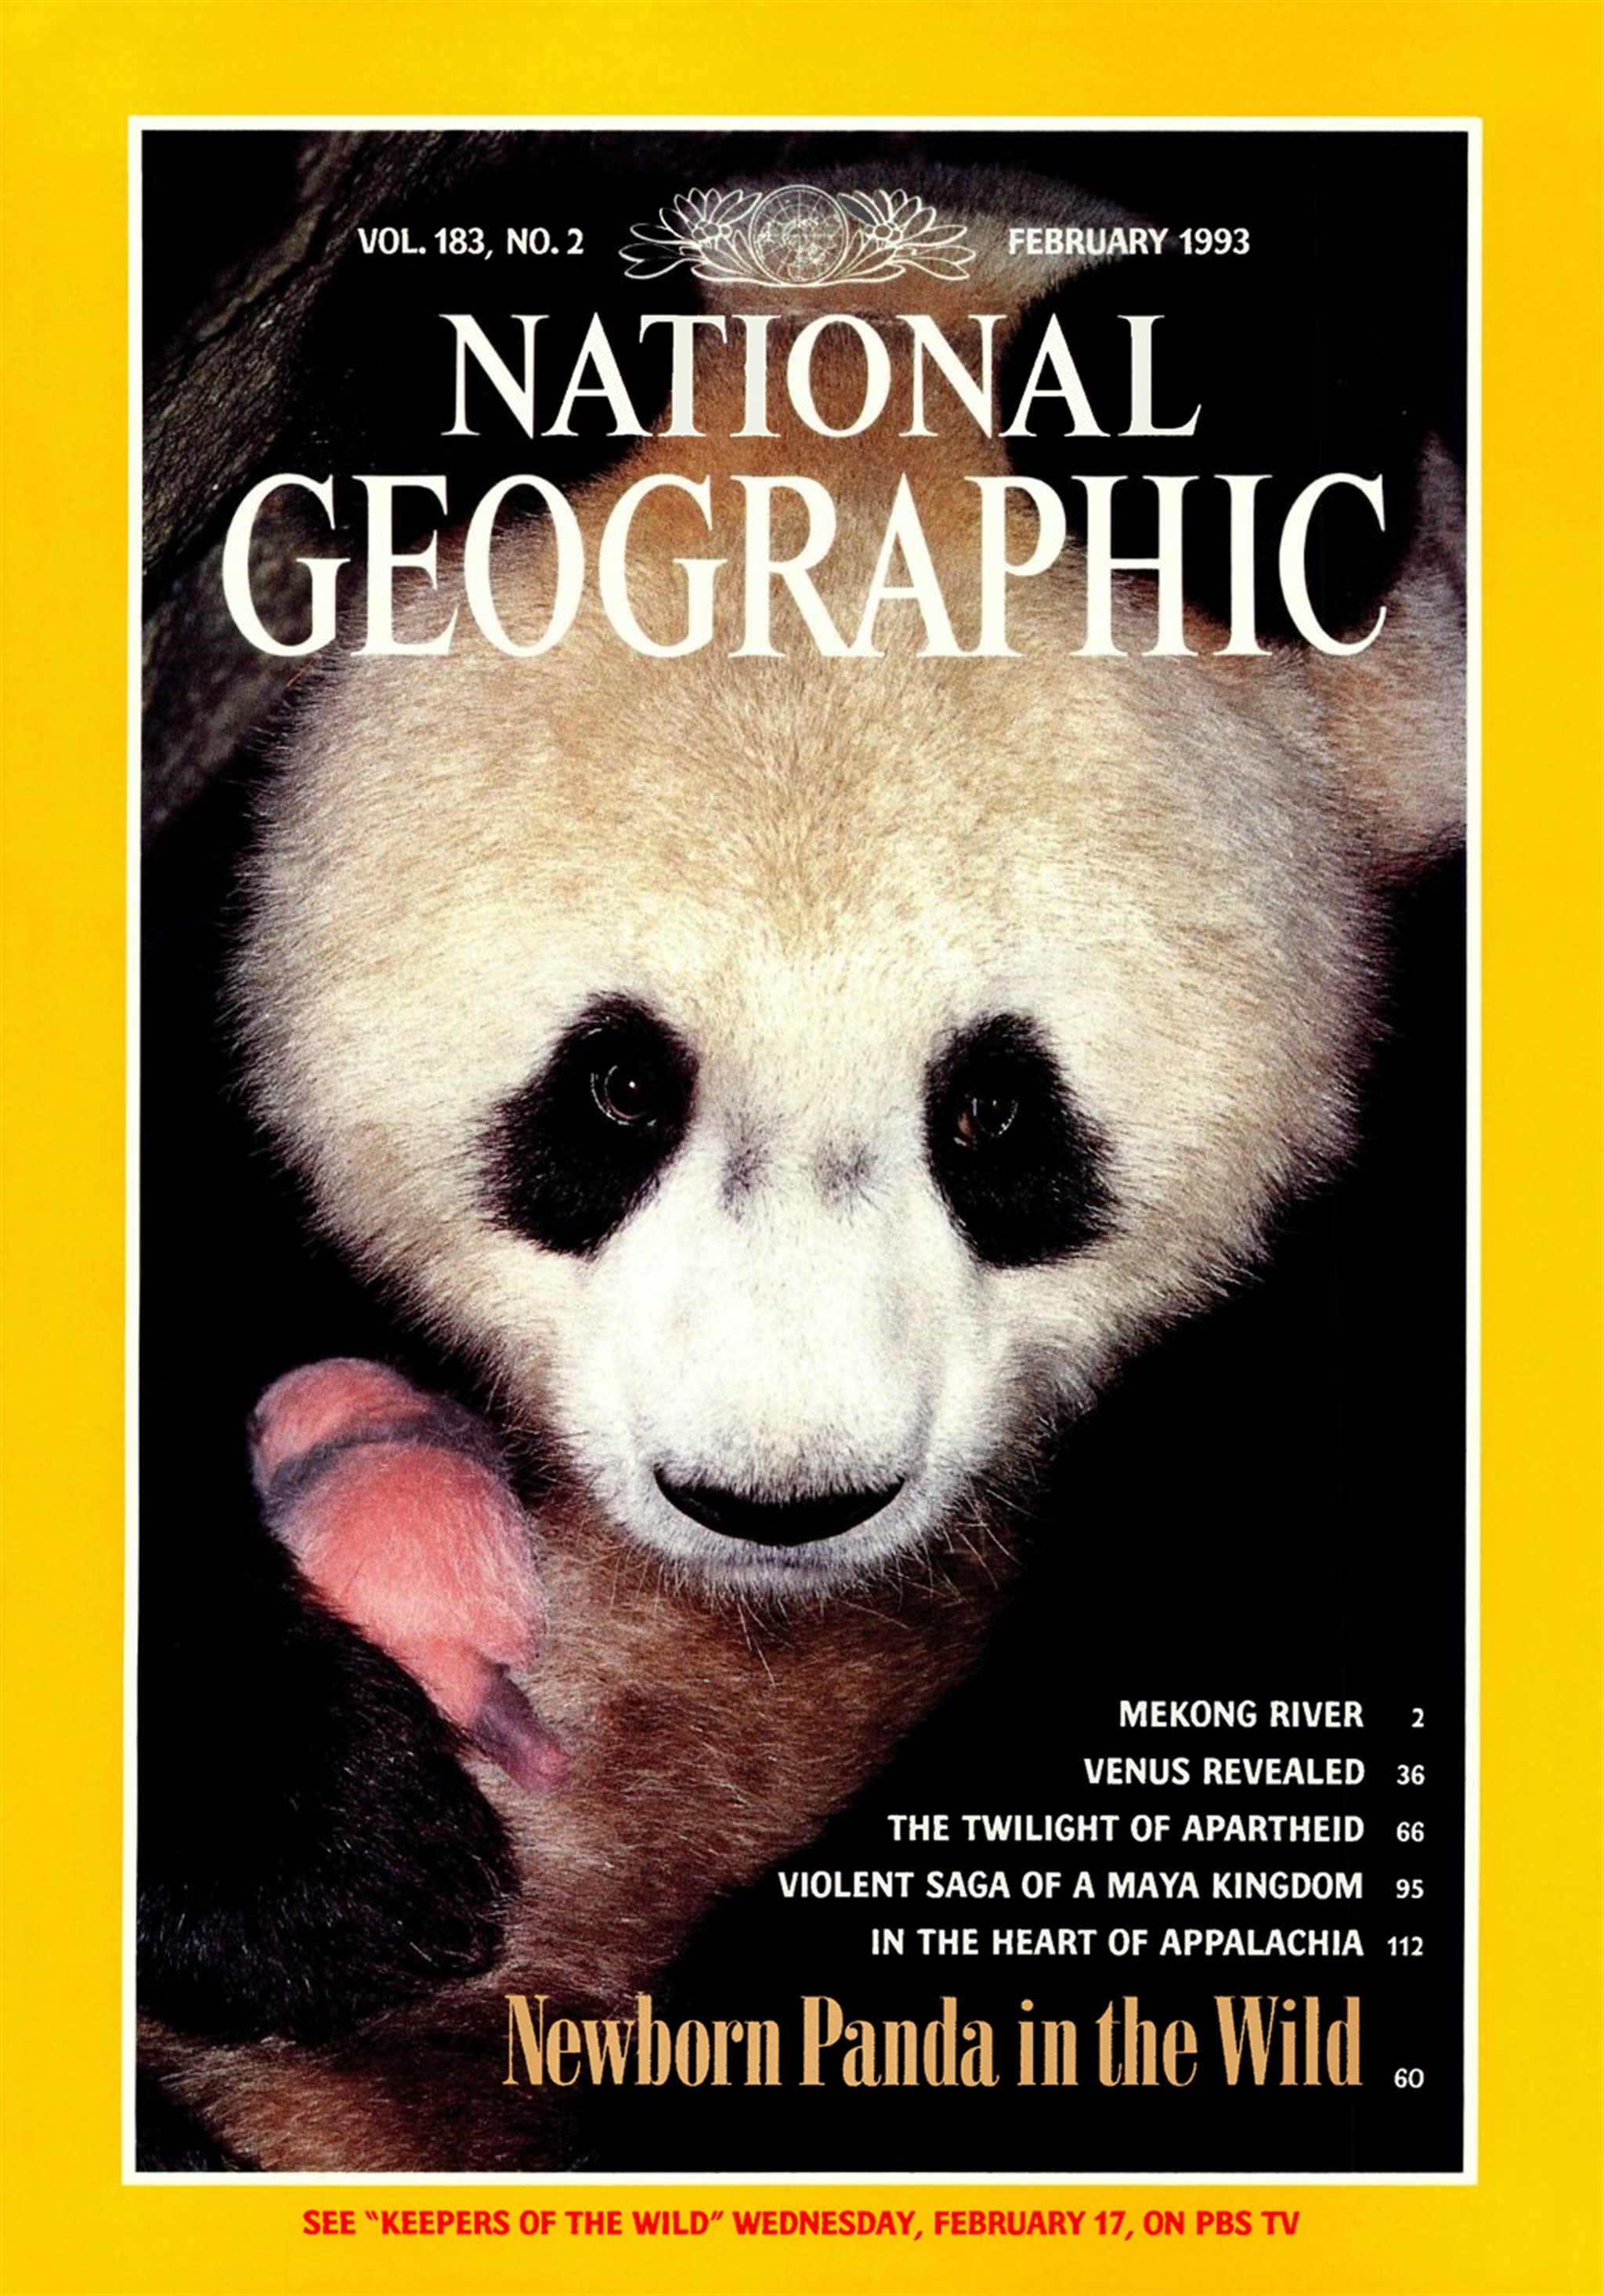 VOL. 183, NO. 2 FEBRUARY 1993
NATIONAL
GEOGRAPHIC
MEKONG RIVER 2
VENUS REVEALED 36
THE TWILIGHT OF APARTHEID 66
VIOLENT SAGA OF A MAYA KINGDOM 95
IN THE HEART OF APPALACHIA 112
Newborn Panda in the Wild 60
SEE “KEEPERS OF THE WILD” WEDNESDAY, FEBRUARY 17, ON PBS TV